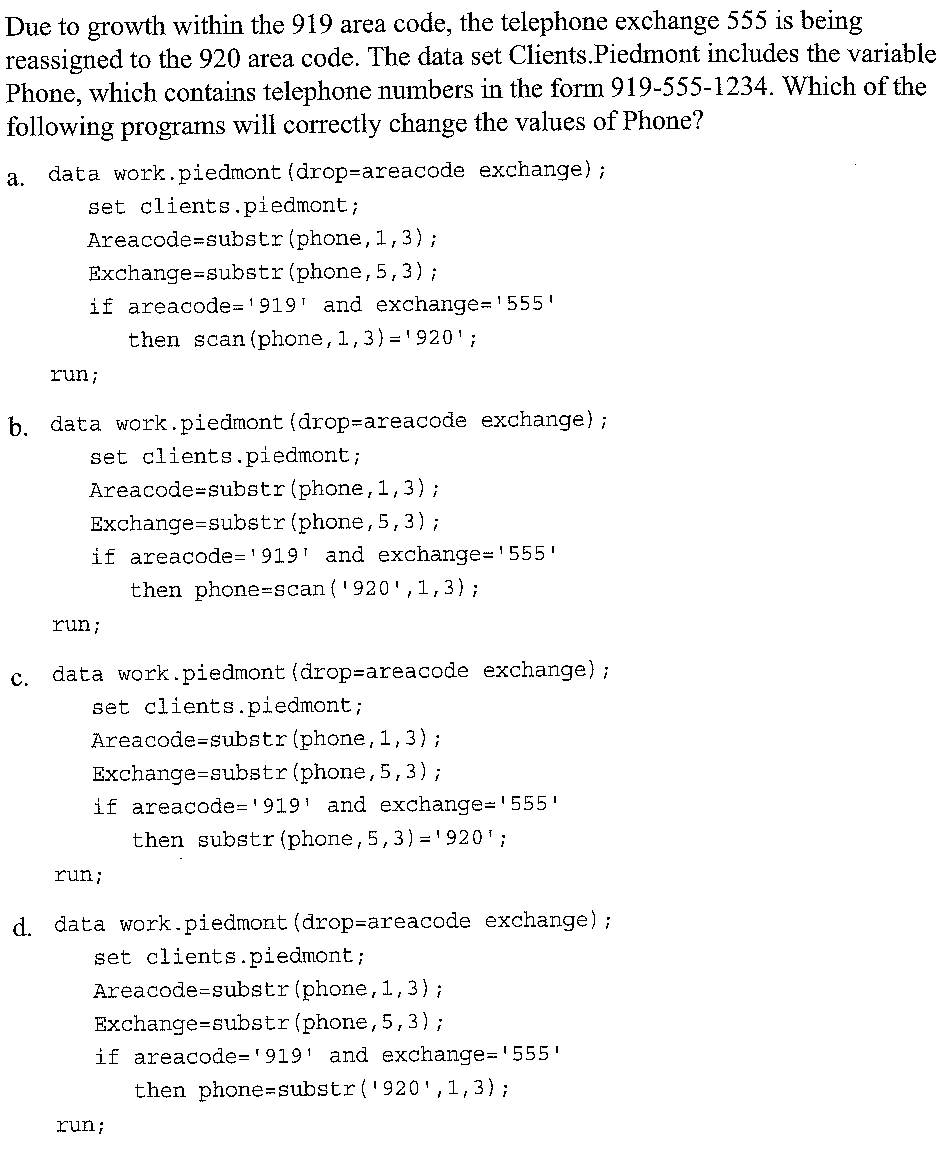 Due to growth within the 919 area code, the telephone exchange 555 is being
reassigned to the 920 area code. The data set Clients.Piedmont includes the variable
Phone, which contains telephone numbers in the form 919-555-1234. Which of the
following programs will correctly change the values of Phone?
a. data work.piedmont(drop=areacode exchange);
set clients.piedmont;
Areacode=substr(phone,1,3);
Exchange=substr(phone,5,3);
if areacode='919' and exchange='555'
then scan(phone,1,3)='920';
run;
b. data work.piedmont(drop=areacode exchange);
set clients.piedmont;
Areacode=substr(phone,1,3);
Exchange=substr(phone,5,3);
if areacode='919' and exchange='555'
then phone=scan('920',1,3);
run;
c. data work.piedmont(drop=areacode exchange);
set clients.piedmont;
Areacode=substr(phone,1,3);
Exchange=substr(phone,5,3);
if areacode='919' and exchange='555'
then substr(phone,5,3)='920';
run;
d. data work.piedmont(drop=areacode exchange);
set clients.piedmont;
Areacode=substr(phone,1,3);
Exchange=substr(phone,5,3);
if areacode='919' and exchange='555'
then phone=substr('920',1,3);
run;